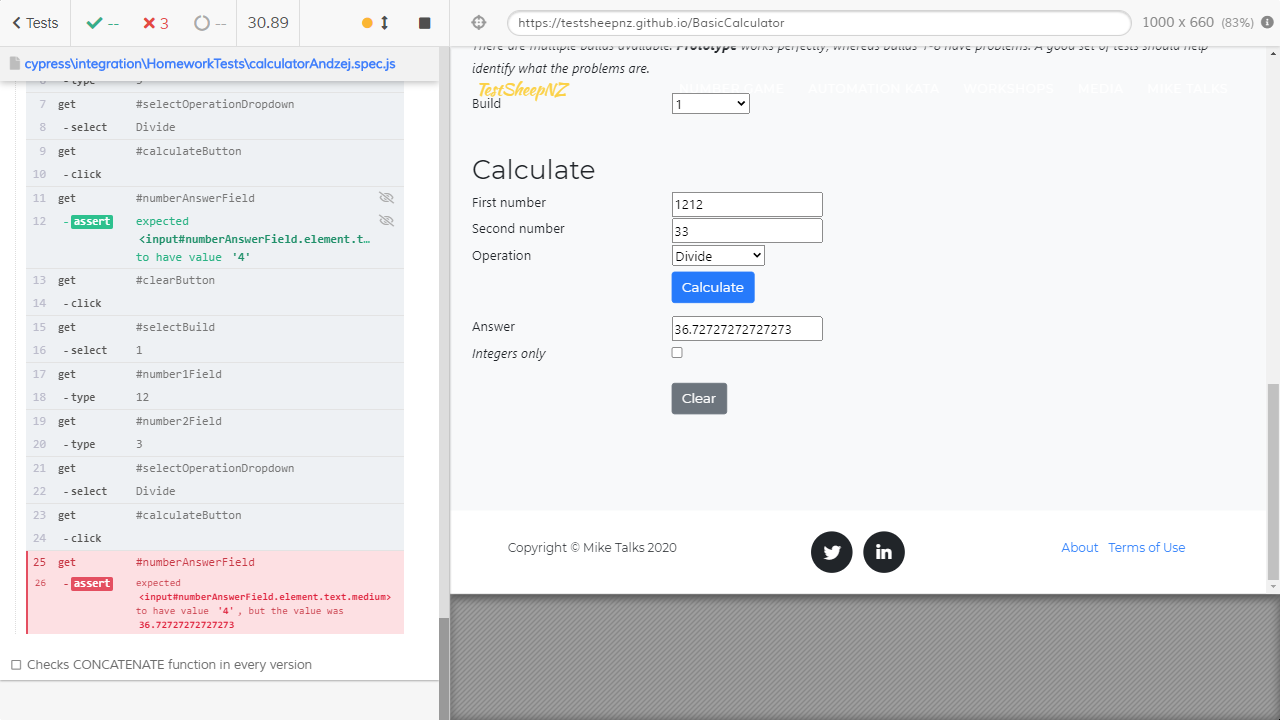 Tests
--
3
--
30.89
https://testsheepnz.github.io/BasicCalculator
1000 x 660 (83%)
cypress\integration\HomeworkTests\calculatorAndzej.spec.js
7 get #selectOperationDropdown
8 - select Divide
9 get #calculateButton
10 - click
11 get #numberAnswerField
12 - assert expected
<input#numberAnswerField.element.t…
to have value '4'
13 get #clearButton
14 - click
15 get #selectBuild
16 - select 1
17 get #number1Field
18 - type 12
19 get #number2Field
20 - type 3
21 get #selectOperationDropdown
22 - select Divide
23 get #calculateButton
24 - click
25 get #numberAnswerField
26 - assert expected
<input#numberAnswerField.element.text.medium>
to have value '4', but the value was
36.72727272727273
Checks CONCATENATE function in every version
There are multiple builds available. Prototype works perfectly, whereas builds 1-6 have problems. A good set of tests should help
identify what the problems are.
TestSheepNZ
NUMBER GAME AUTOMATION KATA WORKSHOPS MEDIA MIKE TALKS
Build 1
Calculate
First number 1212
Second number 33
Operation Divide
Calculate
Answer 36.72727272727273
Integers only
Clear
Copyright © Mike Talks 2020
About Terms of Use